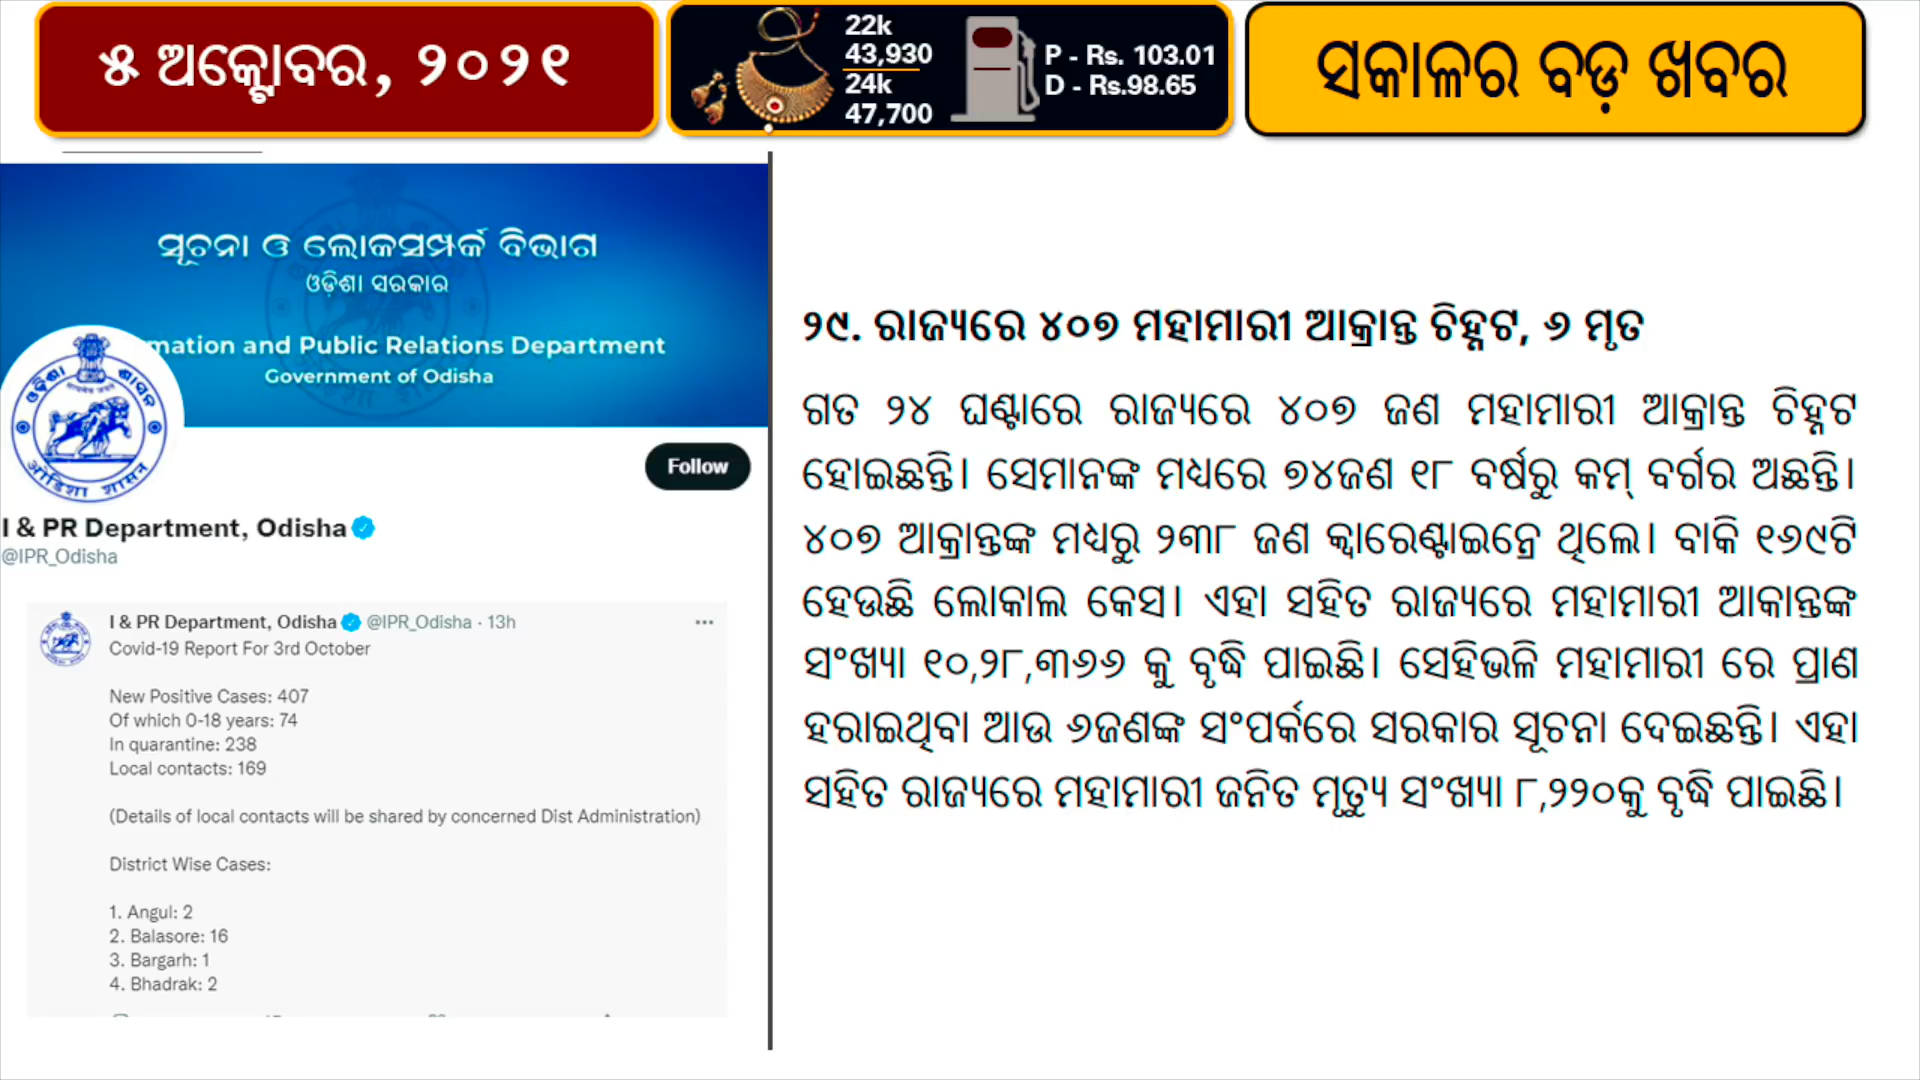 ୫ ଅକ୍ଟୋବର, ୨୦୨୧
22k
43,930
24k
47,700
P - Rs. 103.01
D - Rs.98.65
ସକାଳର ବଡ଼ ଖବର
ସୂଚନା ଓ ଲୋକସମ୍ପର୍କ ବିଭାଗ
ଓଡ଼ିଶା ସରକାର
mation and Public Relations Department
Government of Odisha
ଓଡ଼ିଶା ଶାସନ
ओडिशा शासन
Follow
I & PR Department, Odisha
@IPR_Odisha
I & PR Department, Odisha @IPR_Odisha · 13h
Covid-19 Report For 3rd October
New Positive Cases: 407
Of which 0-18 years: 74
In quarantine: 238
Local contacts: 169
(Details of local contacts will be shared by concerned Dist Administration)
District Wise Cases:
1. Angul: 2
2. Balasore: 16
3. Bargarh: 1
4. Bhadrak: 2
୨୯. ରାଜ୍ୟରେ ୪୦୭ ମହାମାରୀ ଆକ୍ରାନ୍ତ ଚିହ୍ନଟ, ୬ ମୃତ
ଗତ ୨୪ ଘଣ୍ଟାରେ ରାଜ୍ୟରେ ୪୦୭ ଜଣ ମହାମାରୀ ଆକ୍ରାନ୍ତ ଚିହ୍ନଟ
ହୋଇଛନ୍ତି। ସେମାନଙ୍କ ମଧ୍ୟରେ ୭୪ଜଣ ୧୮ ବର୍ଷରୁ କମ୍ ବର୍ଗର ଅଛନ୍ତି।
୪୦୭ ଆକ୍ରାନ୍ତଙ୍କ ମଧ୍ୟରୁ ୨୩୮ ଜଣ କ୍ୱାରେଣ୍ଟାଇନ୍ରେ ଥିଲେ। ବାକି ୧୬୯ଟି
ହେଉଛି ଲୋକାଲ କେସ। ଏହା ସହିତ ରାଜ୍ୟରେ ମହାମାରୀ ଆକାନ୍ତଙ୍କ
ସଂଖ୍ୟା ୧୦,୨୮,୩୬୬ କୁ ବୃଦ୍ଧି ପାଇଛି। ସେହିଭଳି ମହାମାରୀ ରେ ପ୍ରାଣ
ହରାଇଥିବା ଆଉ ୬ଜଣଙ୍କ ସଂପର୍କରେ ସରକାର ସୂଚନା ଦେଇଛନ୍ତି। ଏହା
ସହିତ ରାଜ୍ୟରେ ମହାମାରୀ ଜନିତ ମୃତ୍ୟୁ ସଂଖ୍ୟା ୮,୨୨୦କୁ ବୃଦ୍ଧି ପାଇଛି।